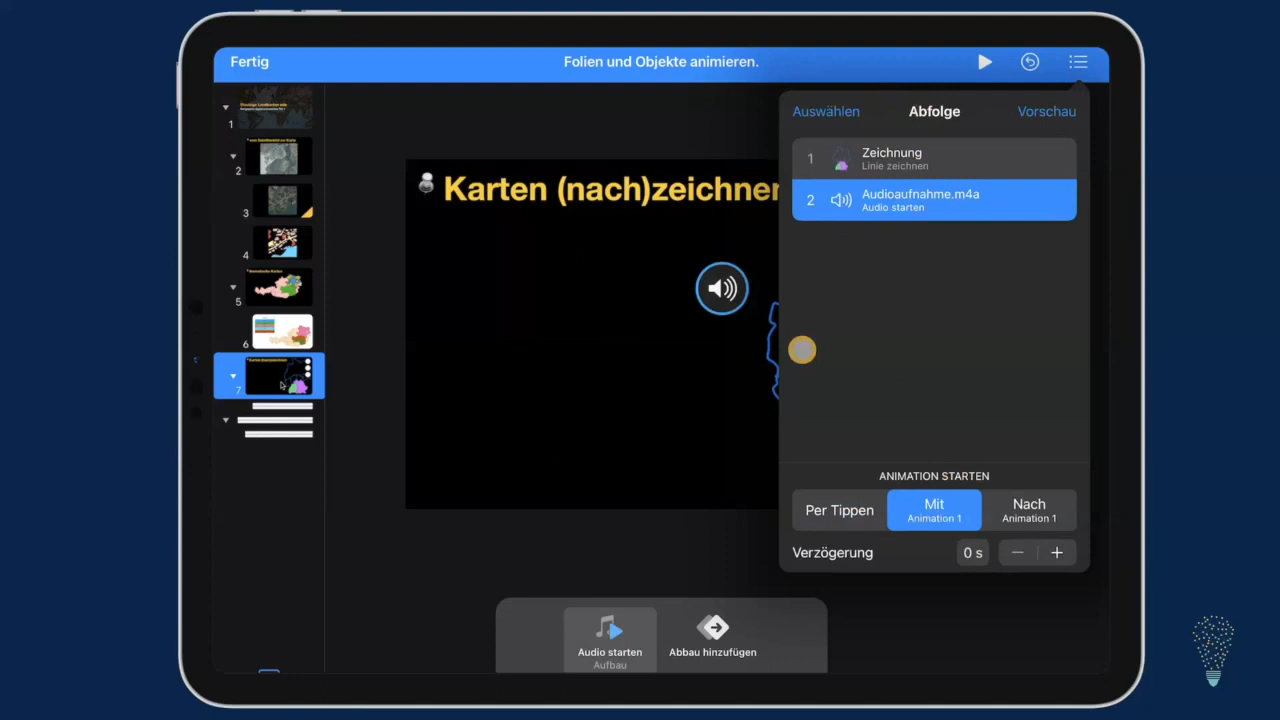 Fertig
Folien und Objekte animieren.
1
2
3
4
5
6
7
Karten (nach)zeichnen
Auswählen
Abfolge
Vorschau
1
Zeichnung
Linie zeichnen
2
Audioaufnahme.m4a
Audio starten
ANIMATION STARTEN
Per Tippen
Mit
Animation 1
Nach
Animation 1
Verzögerung
0 s
Audio starten
Aufbau
Abbau hinzufügen